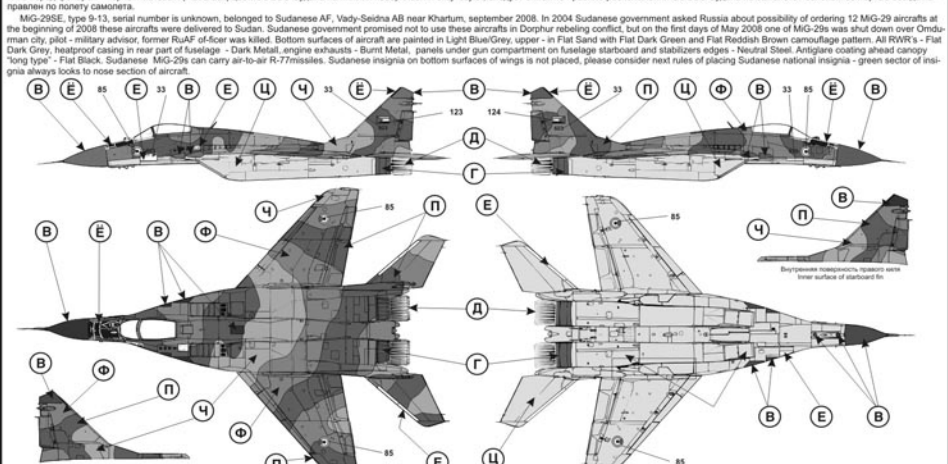 правлен по полету самолета.
MiG-29SE, type 9-13, serial number is unknown, belonged to Sudanese AF, Vady-Seidna AB near Khartum, september 2008. In 2004 Sudanese government asked Russia about possibility of ordering 12 MiG-29 aircrafts at
the beginning of 2008 these aircrafts were delivered to Sudan. Sudanese government promised not to use these aircrafts in Dorphur rebeling conflict, but on the first days of May 2008 one of MiG-29s was shut down over Omdu-
rman city, pilot - military advisor, former RuAF of-ficer was killed. Bottom surfaces of aircraft are painted in Light Blue/Grey, upper - in Flat Sand with Flat Dark Green and Flat Reddish Brown camouflage pattern. All RWR's - Flat
Dark Grey, heatproof casing in rear part of fuselage - Dark Metall, engine exhausts - Burnt Metal, panels under gun compartment on fuselage starboard and stabilizers edges - Neutral Steel. Antiglare coating ahead canopy
"long type" - Flat Black. Sudanese MiG-29s can carry air-to-air R-77missiles. Sudanese insignia on bottom surfaces of wings is not placed, please consider next rules of placing Sudanese national insignia - green sector of insi-
gnia always looks to nose section of aircraft.
В Ё 85 Е 33 В Е Ц Ч 33 Ё В Ё 33 П Ц Ф В 33 85 Ё В
123 124
Д
Г
Ч 85 П Е 85 В
П
Ч
В Ё В Ф
Внутренняя поверхность правого киля
Inner surface of starboard fin
Д
Г
В Ф
П
Ч
Ф
В Е В
П 85 Е Ц 85